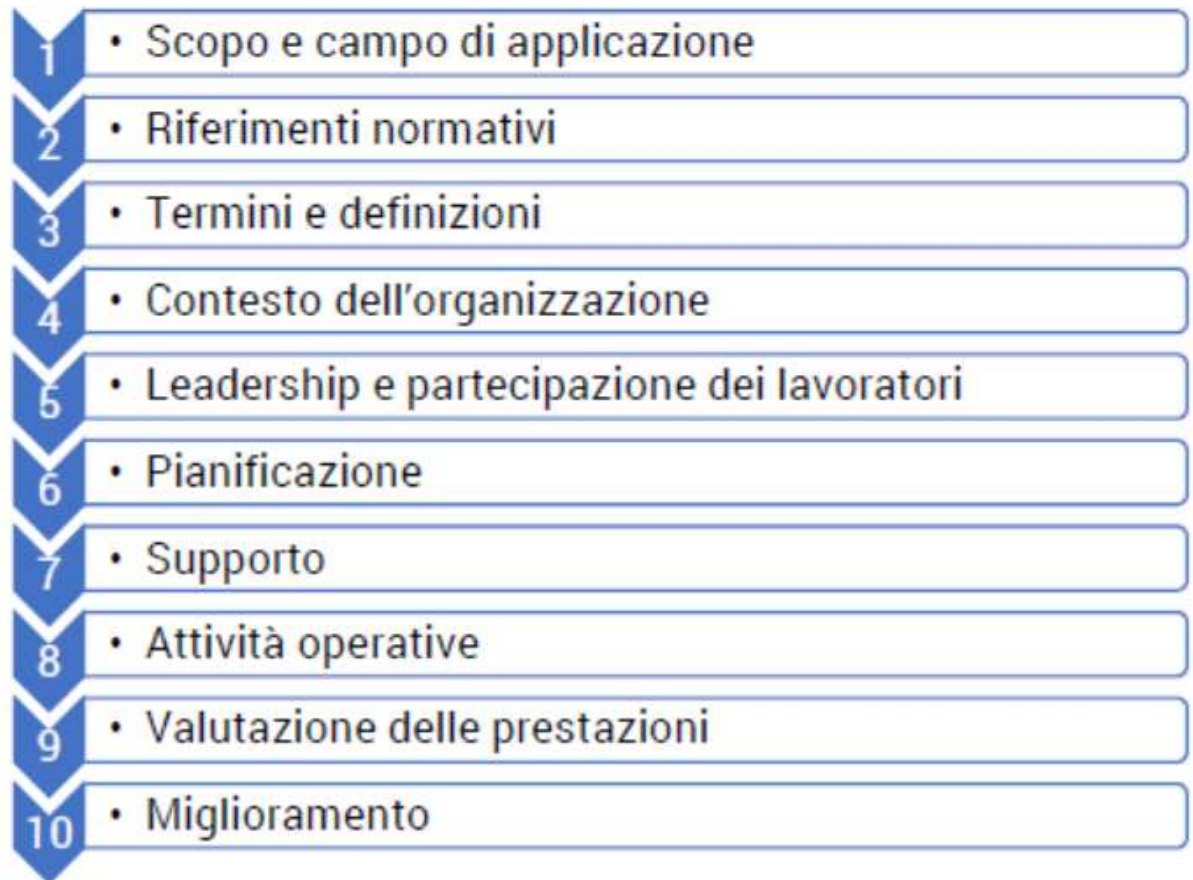 1 • Scopo e campo di applicazione
2 • Riferimenti normativi
3 • Termini e definizioni
4 • Contesto dell'organizzazione
5 • Leadership e partecipazione dei lavoratori
6 • Pianificazione
7 • Supporto
8 • Attività operative
9 • Valutazione delle prestazioni
10 • Miglioramento